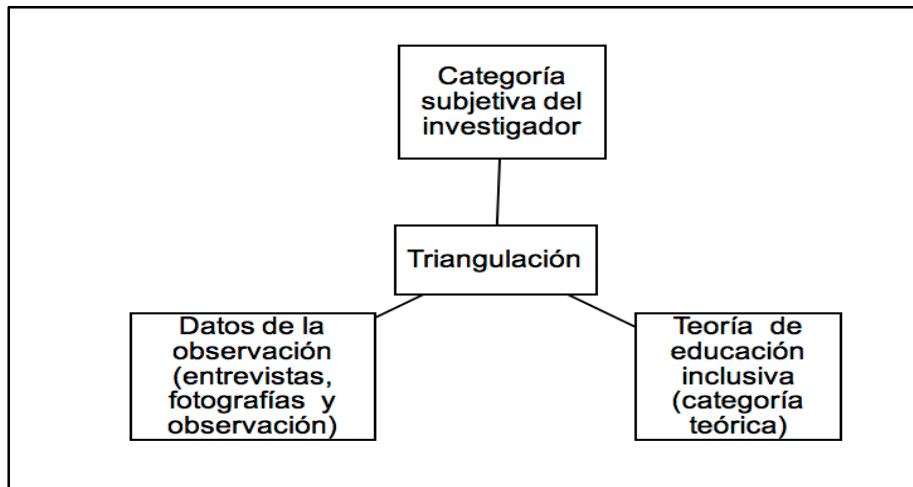 Categoría
subjetiva del
investigador
Triangulación
Datos de la
observación
(entrevistas,
fotografías y
observación)
Teoría de
educación
inclusiva
(categoría
teórica)